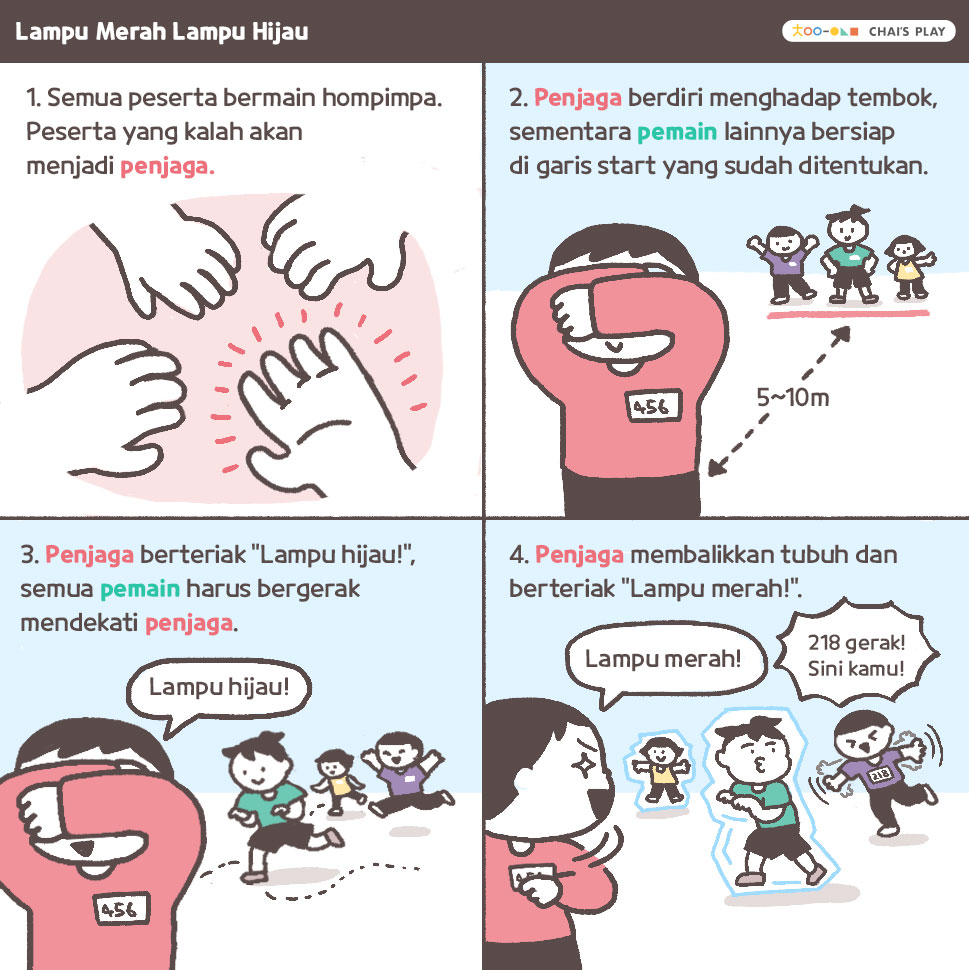 Lampu Merah Lampu Hijau
CHAI'S PLAY
1. Semua peserta bermain hompimpa.
Peserta yang kalah akan
menjadi penjaga.
2. Penjaga berdiri menghadap tembok,
sementara pemain lainnya bersiap
di garis start yang sudah ditentukan.
456
5~10m
3. Penjaga berteriak "Lampu hijau!",
semua pemain harus bergerak
mendekati penjaga.
Lampu hijau!
456
4. Penjaga membalikkan tubuh dan
berteriak "Lampu merah!".
Lampu merah!
218 gerak!
Sini kamu!
218